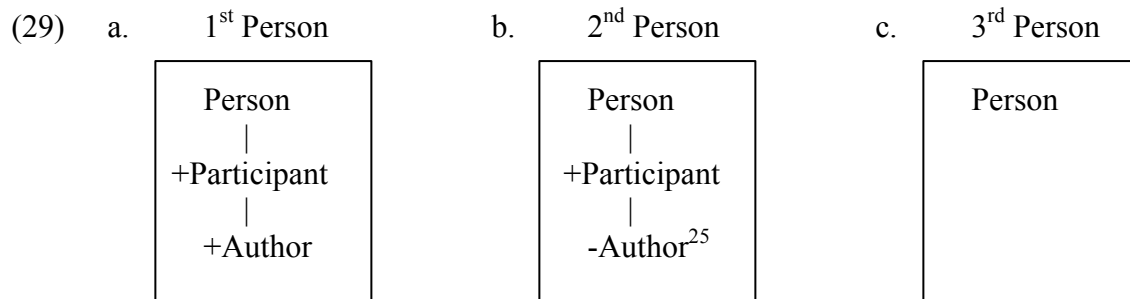 (29) a. 1st Person b. 2nd Person c. 3rd Person
Person Person Person
| |
+Participant +Participant
| |
+Author -Author25